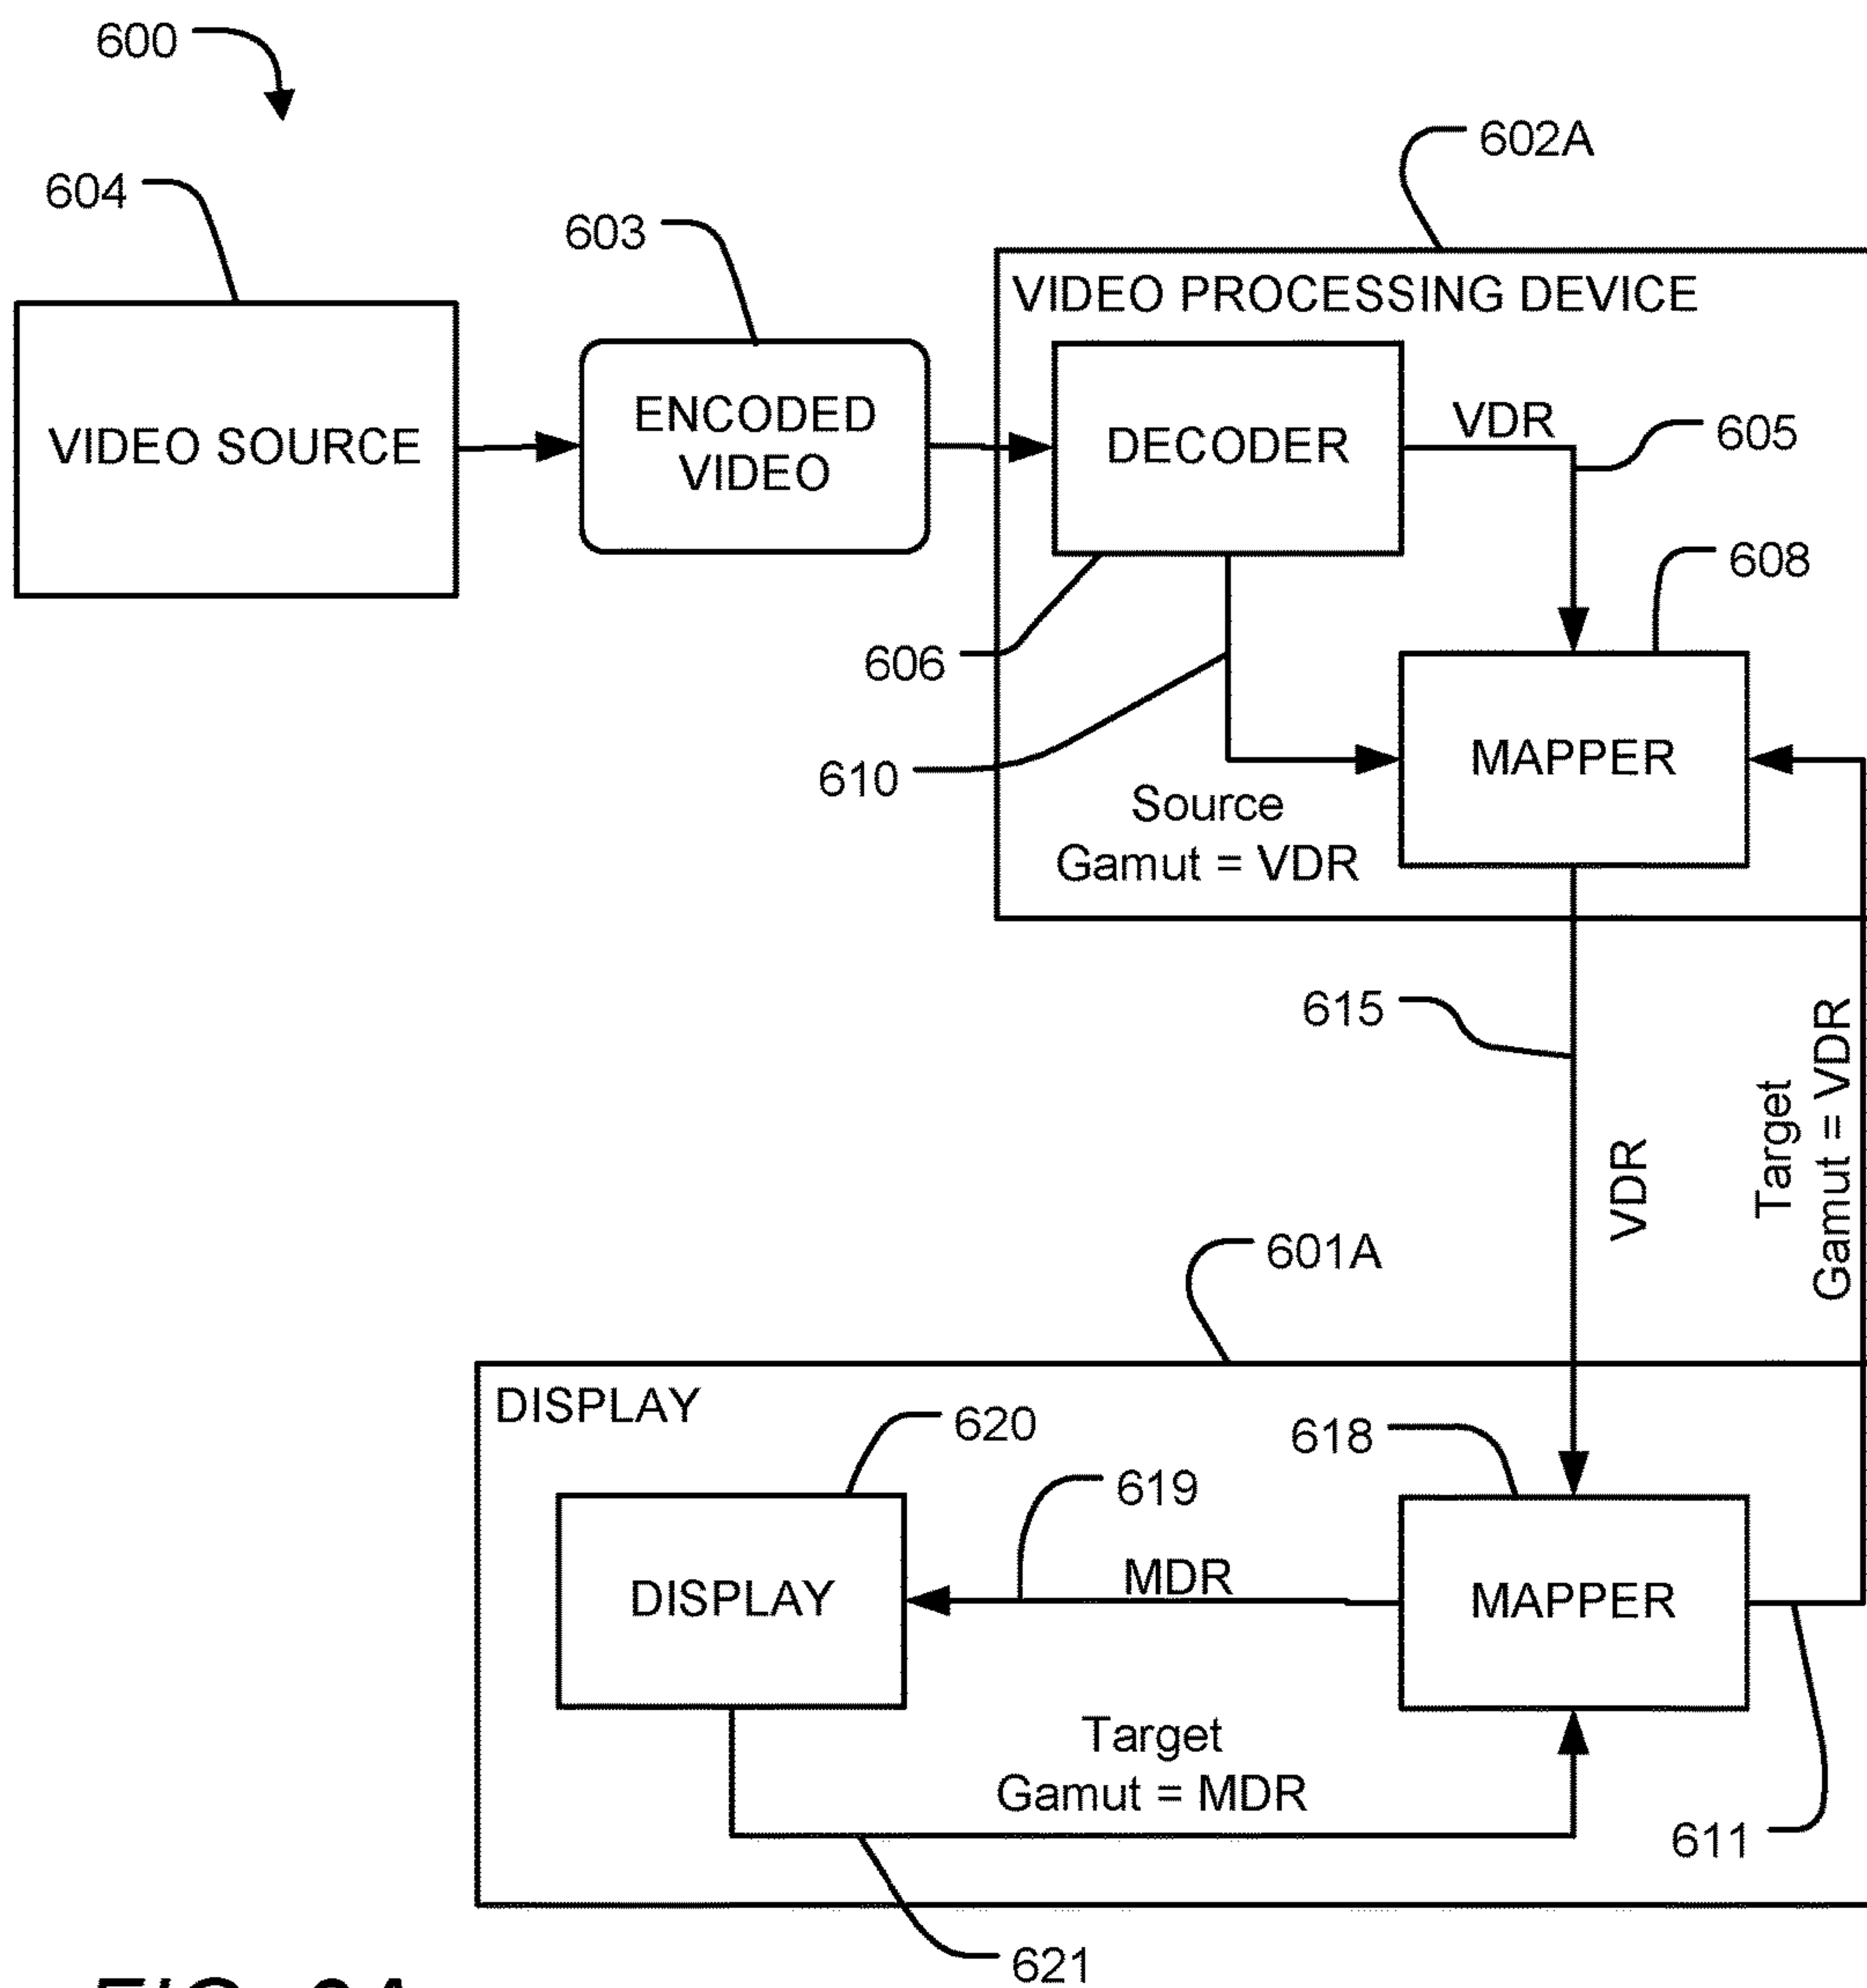 600
602A
604
603
VIDEO PROCESSING DEVICE
VIDEO SOURCE
ENCODED
VIDEO
DECODER
VDR
605
608
606
610
MAPPER
Source
Gamut = VDR
615
VDR
Target
Gamut = VDR
601A
DISPLAY
620
618
619
DISPLAY
MDR
MAPPER
Target
Gamut = MDR
611
621